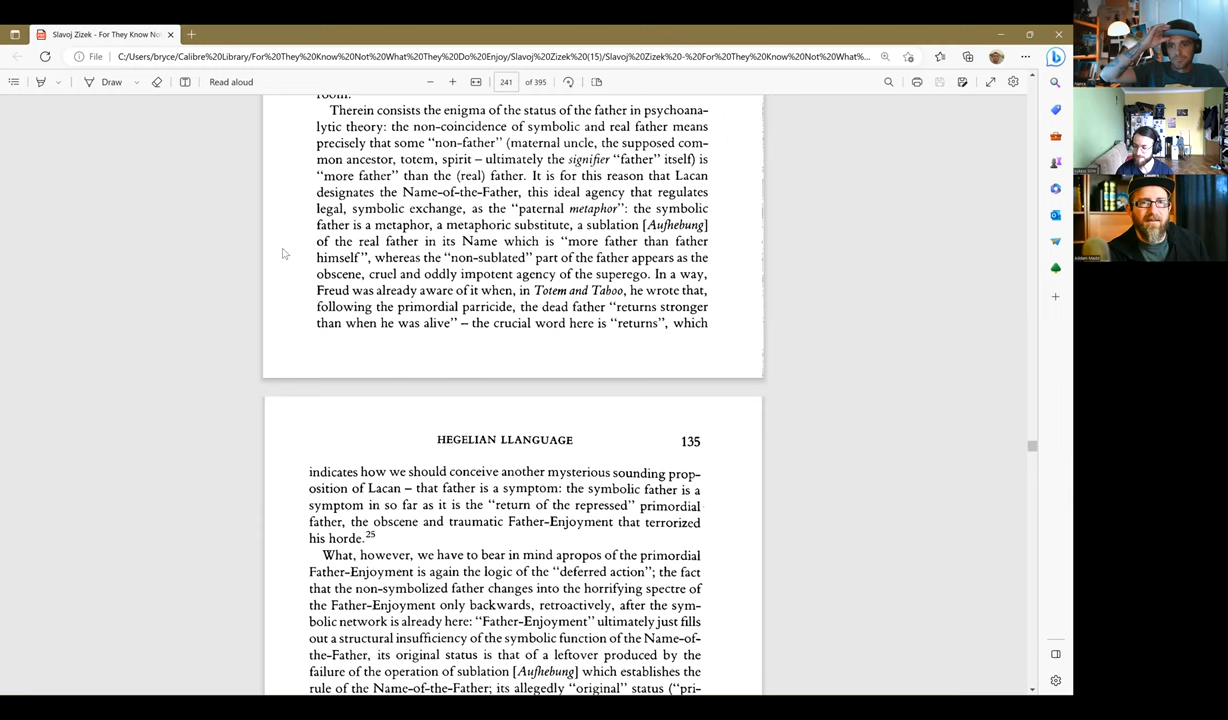 Slavoj Zizek - For They Know No
File
C:/Users/bryce/Calibre%20Library/For%20They%20Know%20Not%20What%20They%20Do%20Enjoy/Slavoj%20Zizek%20(15)/Slavoj%20Zizek%20-%20For%20They%20Know%20Not%20What%...
Draw
Read aloud
241 of 395
room.
Therein consists the enigma of the status of the father in psychoana-
lytic theory: the non-coincidence of symbolic and real father means
precisely that some “non-father” (maternal uncle, the supposed com-
mon ancestor, totem, spirit – ultimately the signifier “father” itself) is
“more father” than the (real) father. It is for this reason that Lacan
designates the Name-of-the-Father, this ideal agency that regulates
legal, symbolic exchange, as the “paternal metaphor”: the symbolic
father is a metaphor, a metaphoric substitute, a sublation [Aufhebung]
of the real father in its Name which is “more father than father
himself”, whereas the “non-sublated” part of the father appears as the
obscene, cruel and oddly impotent agency of the superego. In a way,
Freud was already aware of it when, in Totem and Taboo, he wrote that,
following the primordial parricide, the dead father “returns stronger
than when he was alive” – the crucial word here is “returns”, which
HEGELIAN LLANGUAGE 135
indicates how we should conceive another mysterious sounding prop-
osition of Lacan – that father is a symptom: the symbolic father is a
symptom in so far as it is the “return of the repressed” primordial
father, the obscene and traumatic Father-Enjoyment that terrorized
his horde.25
What, however, we have to bear in mind apropos of the primordial
Father-Enjoyment is again the logic of the “deferred action”; the fact
that the non-symbolized father changes into the horrifying spectre of
the Father-Enjoyment only backwards, retroactively, after the sym-
bolic network is already here: “Father-Enjoyment” ultimately just fills
out a structural insufficiency of the symbolic function of the Name-of-
the-Father, its original status is that of a leftover produced by the
failure of the operation of sublation [Aufhebung] which establishes the
rule of the Name-of-the-Father; its allegedly “original” status (“pri-